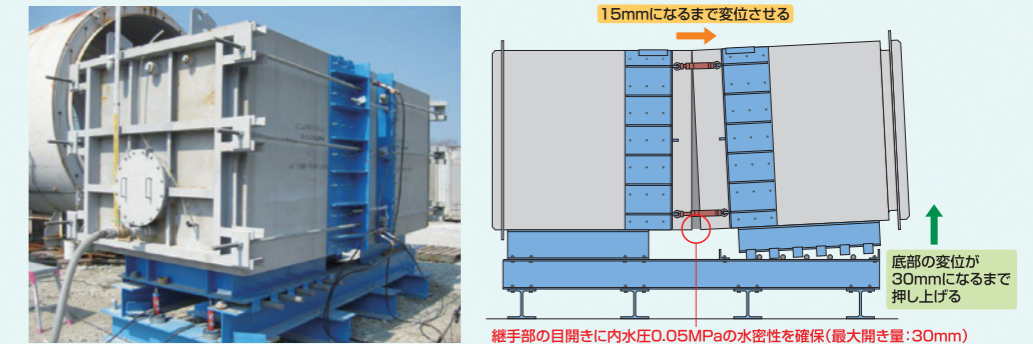 15mmになるまで変位させる
底部の変位が
30mmになるまで
押し上げる
継手部の目開きに内水圧0.05MPaの水密性を確保(最大開き量:30mm)